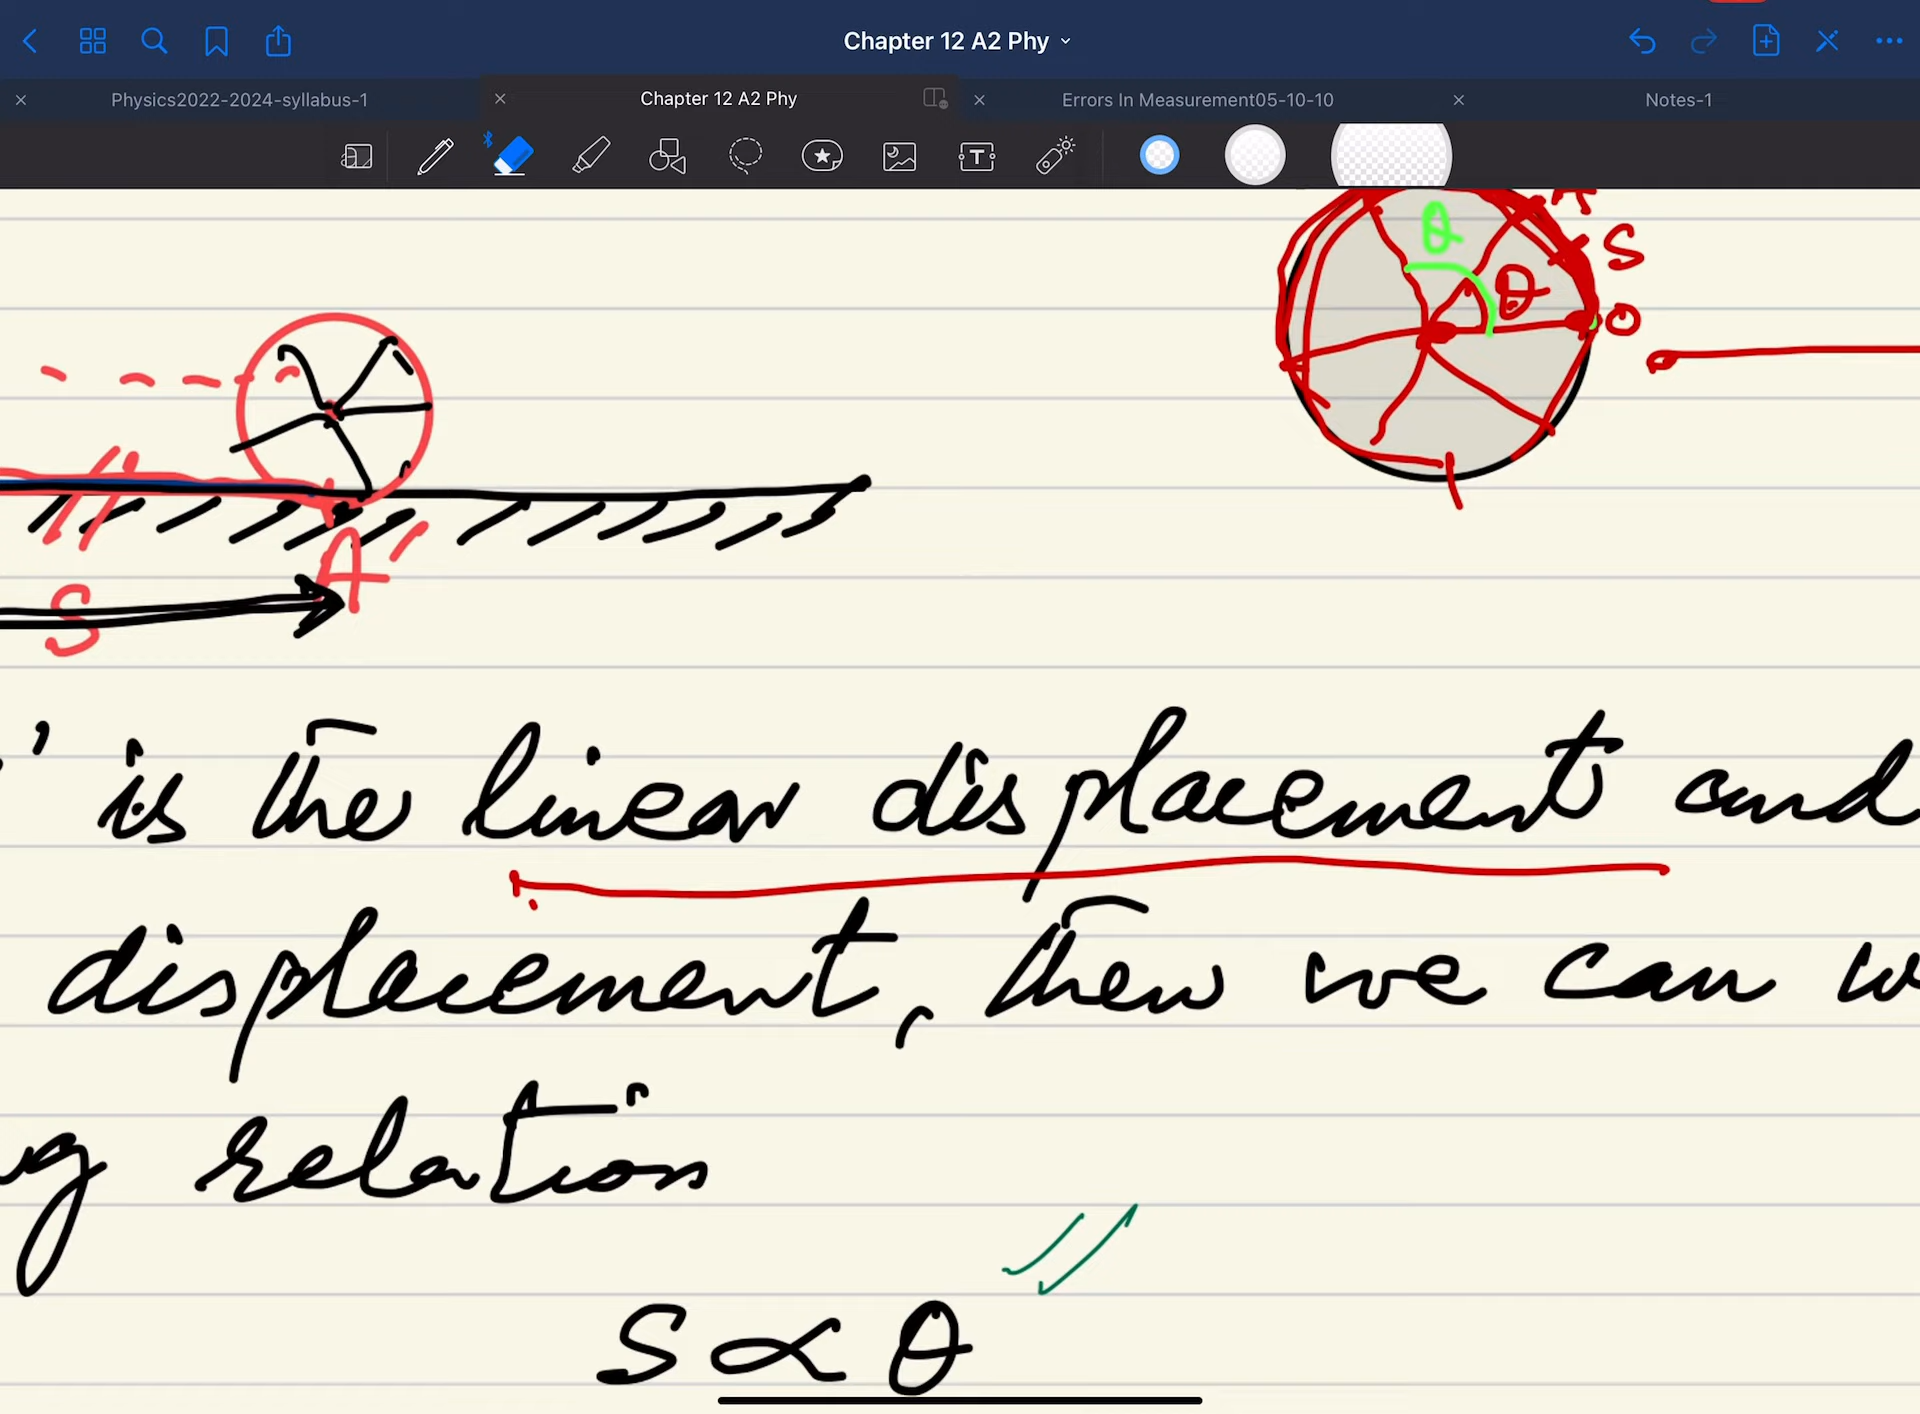 Chapter 12 A2 Phy
Physics2022-2024-syllabus-1
Chapter 12 A2 Phy
Errors In Measurement05-10-10
Notes-1
A
S
θ
θ
O
A'
S
' is the linear displacement and
displacement, then we can w
ng relation
S ∝ θ